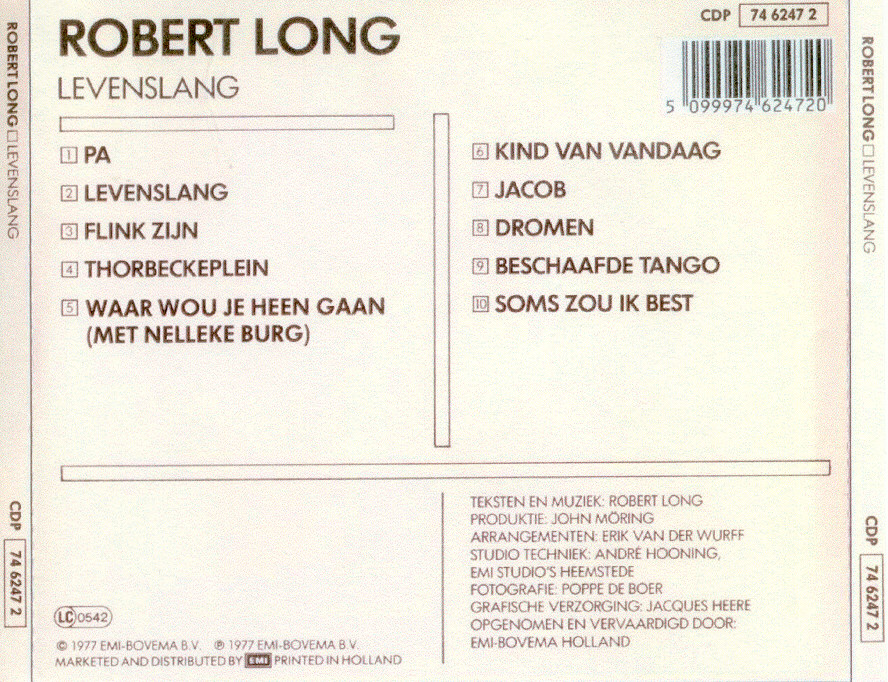 ROBERT LONG □ LEVENSLANG
CDP 74 6247 2
ROBERT LONG
LEVENSLANG
CDP 74 6247 2
5 099974 624720
1 PA
2 LEVENSLANG
3 FLINK ZIJN
4 THORBECKEPLEIN
5 WAAR WOU JE HEEN GAAN
(MET NELLEKE BURG)
6 KIND VAN VANDAAG
7 JACOB
8 DROMEN
9 BESCHAAFDE TANGO
10 SOMS ZOU IK BEST
LC 0542
© 1977 EMI-BOVEMA B.V. ℗ 1977 EMI-BOVEMA B.V.
MARKETED AND DISTRIBUTED BY EMI PRINTED IN HOLLAND
TEKSTEN EN MUZIEK: ROBERT LONG
PRODUKTIE: JOHN MÖRING
ARRANGEMENTEN: ERIK VAN DER WURFF
STUDIO TECHNIEK: ANDRÉ HOONING,
EMI STUDIO'S HEEMSTEDE
FOTOGRAFIE: POPPE DE BOER
GRAFISCHE VERZORGING: JACQUES HEERE
OPGENOMEN EN VERVAARDIGD DOOR:
EMI-BOVEMA HOLLAND
ROBERT LONG □ LEVENSLANG
CDP 74 6247 2